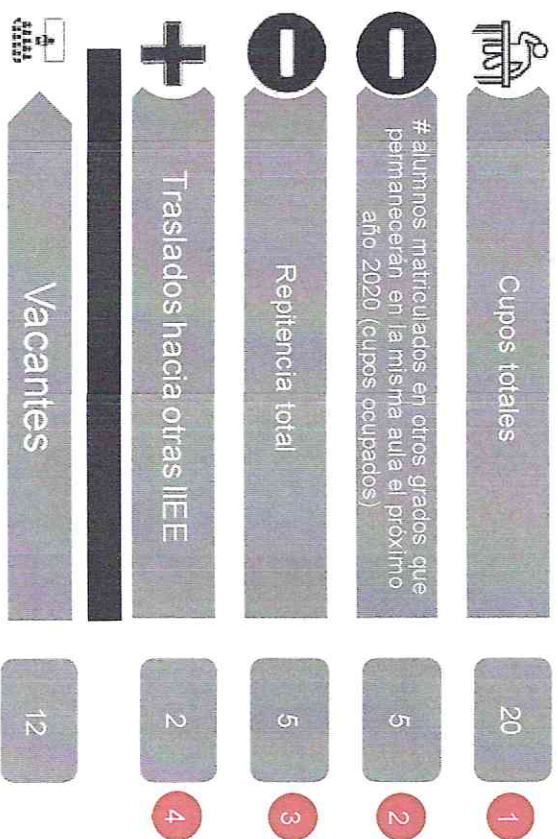 Cupos totales
20
1
# alumnos matriculados en otros grados que
permanecerán en la misma aula el próximo
año 2020 (cupos ocupados)
5
2
Repitencia total
5
3
Traslados hacia otras IIEE
2
4
Vacantes
12